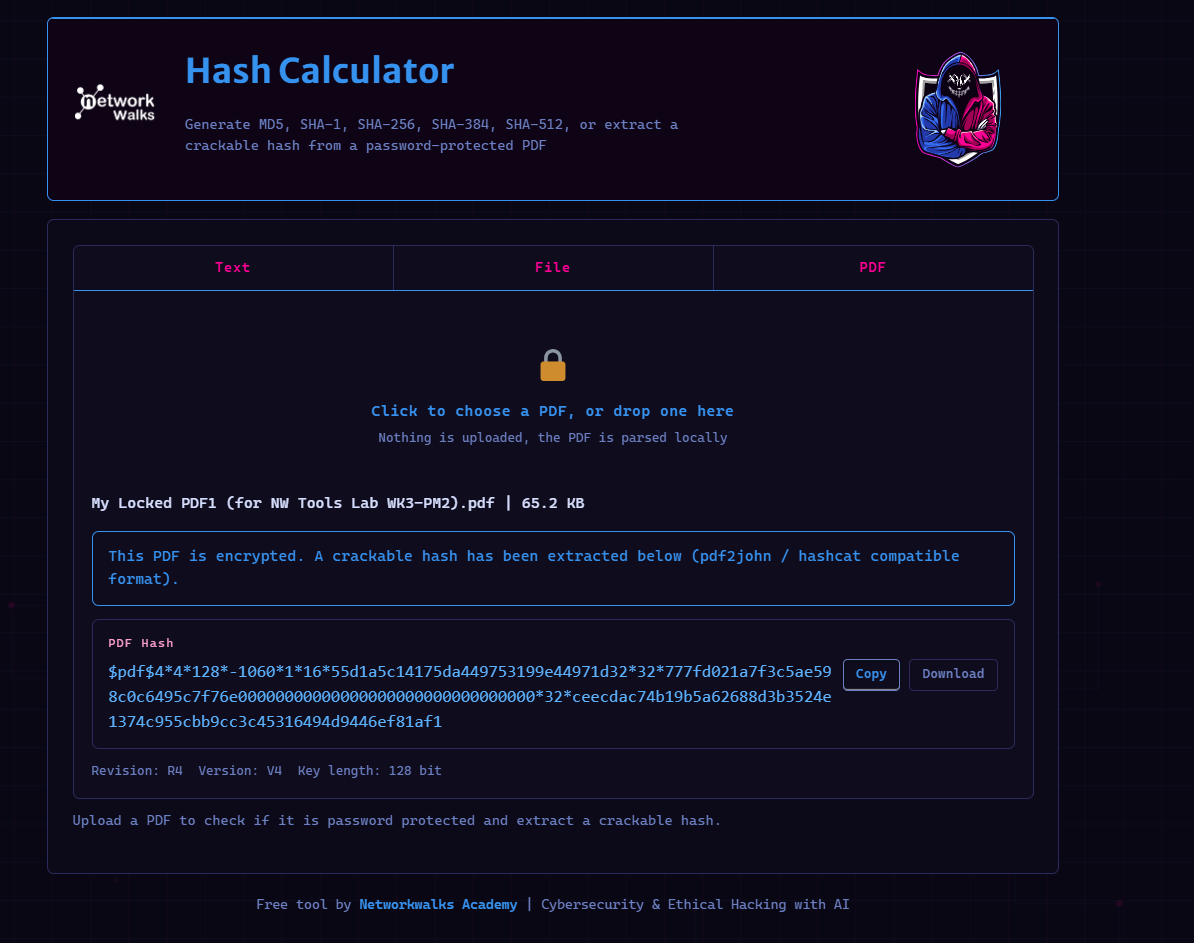 network
Walks
Hash Calculator
Generate MD5, SHA-1, SHA-256, SHA-384, SHA-512, or extract a
crackable hash from a password-protected PDF
Text
File
PDF
Click to choose a PDF, or drop one here
Nothing is uploaded, the PDF is parsed locally
My Locked PDF1 (for NW Tools Lab WK3-PM2).pdf | 65.2 KB
This PDF is encrypted. A crackable hash has been extracted below (pdf2john / hashcat compatible
format).
PDF Hash
$pdf$4*4*128*-1060*1*16*55d1a5c14175da449753199e44971d32*32*777fd021a7f3c5ae59
8c0c6495c7f76e00000000000000000000000000000000*32*ceecdac74b19b5a62688d3b3524e
1374c955cbb9cc3c45316494d9446ef81af1
Copy
Download
Revision: R4 Version: V4 Key length: 128 bit
Upload a PDF to check if it is password protected and extract a crackable hash.
Free tool by Networkwalks Academy | Cybersecurity & Ethical Hacking with AI